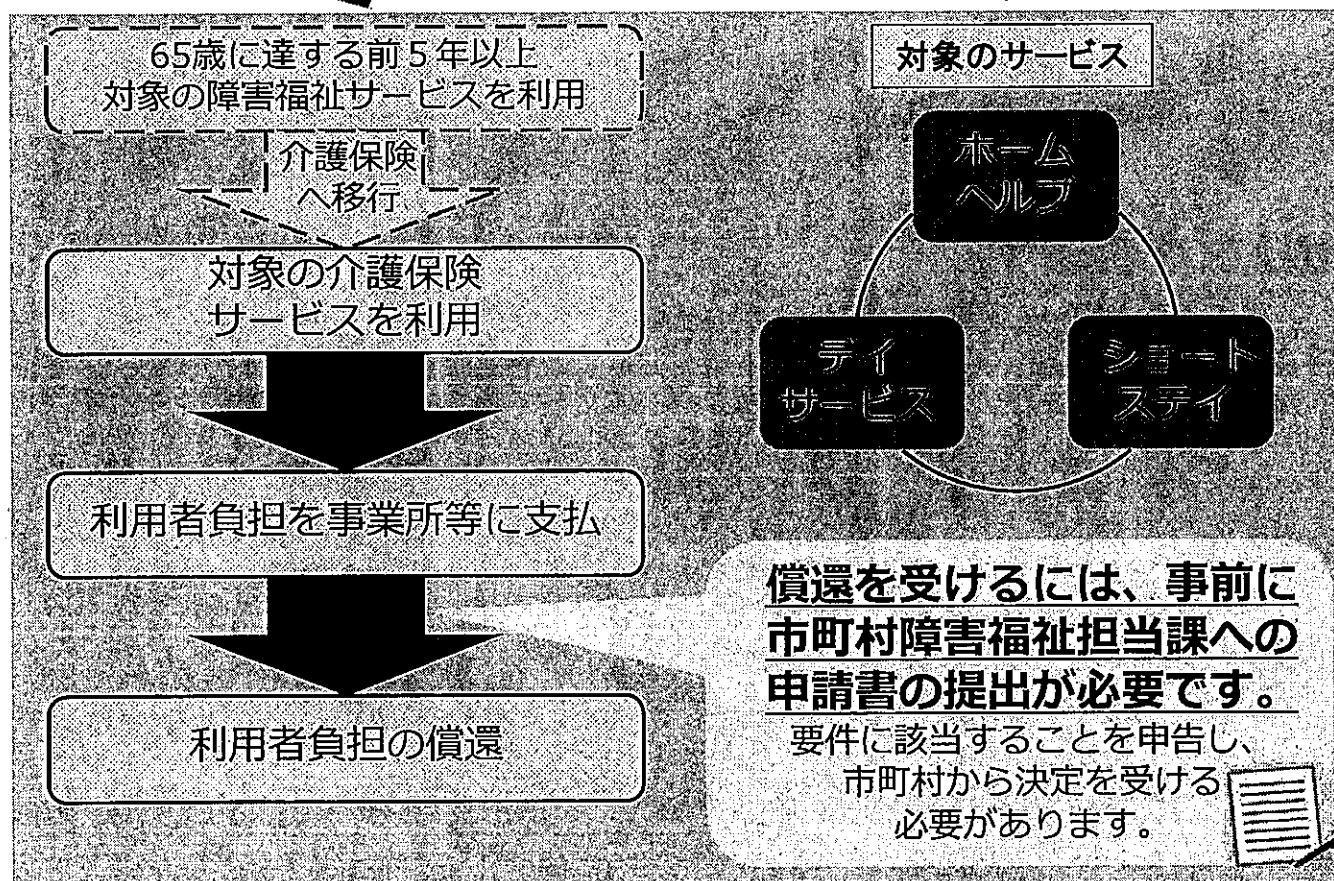 65歳に達する前5年以上
対象の障害福祉サービスを利用
介護保険
へ移行
対象の介護保険
サービスを利用
利用者負担を事業所等に支払
利用者負担の償還
対象のサービス
ホーム
ヘルプ
デイ
サービス
ショート
ステイ
償還を受けるには、事前に
市町村障害福祉担当課への
申請書の提出が必要です。
要件に該当することを申告し、
市町村から決定を受ける
必要があります。